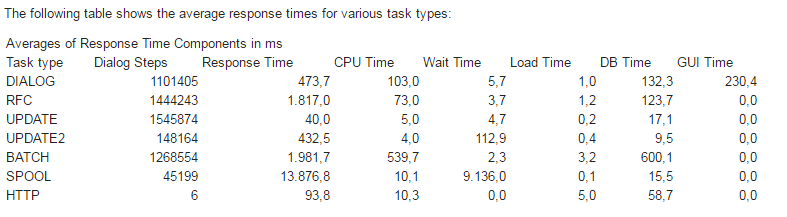 The following table shows the average response times for various task types:
Averages of Response Time Components in ms
Task type Dialog Steps Response Time CPU Time Wait Time Load Time DB Time GUI Time
DIALOG 1101405 473,7 103,0 5,7 1,0 132,3 230,4
RFC 1444243 1.817,0 73,0 3,7 1,2 123,7 0,0
UPDATE 1545874 40,0 5,0 4,7 0,2 17,1 0,0
UPDATE2 148164 432,5 4,0 112,9 0,4 9,5 0,0
BATCH 1268554 1.981,7 539,7 2,3 3,2 600,1 0,0
SPOOL 45199 13.876,8 10,1 9.136,0 0,1 15,5 0,0
HTTP 6 93,8 10,3 0,0 5,0 58,7 0,0